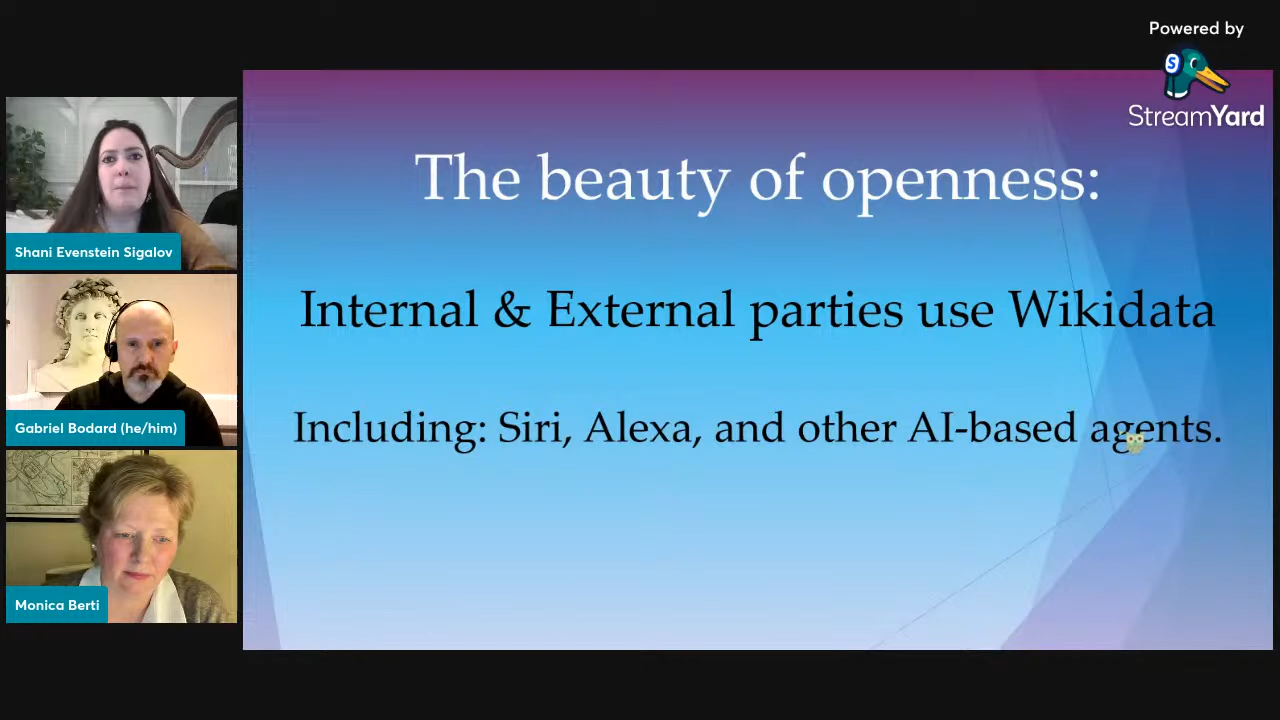 Powered by
StreamYard
The beauty of openness:
Internal & External parties use Wikidata
Including: Siri, Alexa, and other AI-based agents.
Shani Evenstein Sigalov
Gabriel Bodard (he/him)
Monica Berti